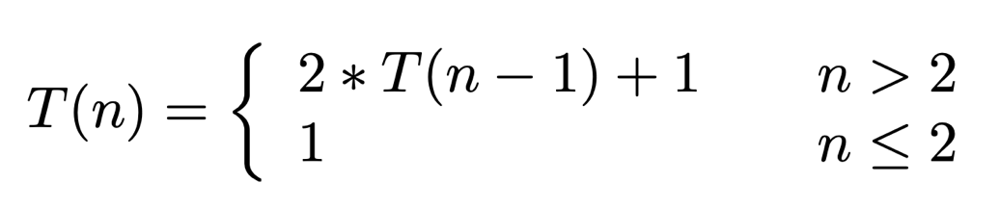 T(n) = { 2 * T(n − 1) + 1 n > 2
1 n ≤ 2